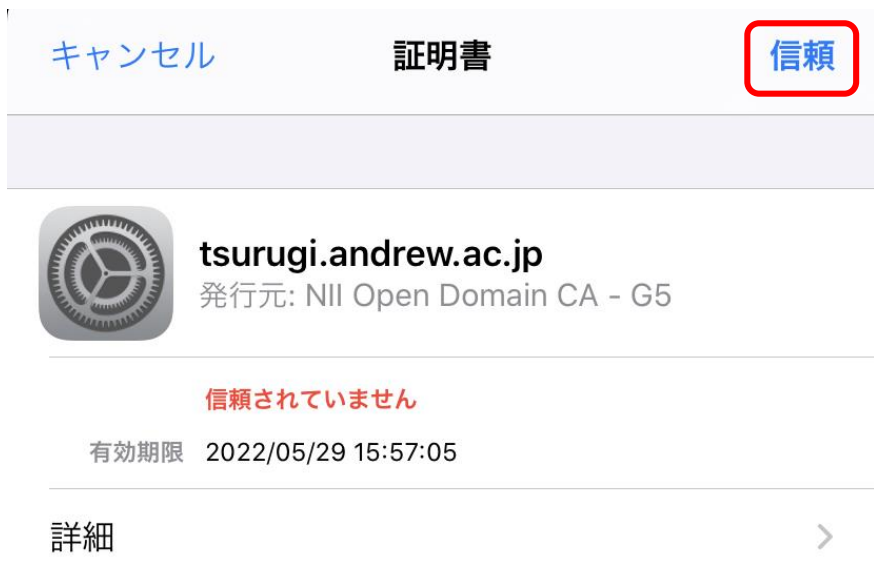 キャンセル 証明書 信頼
tsurugi.andrew.ac.jp
発行元: NII Open Domain CA - G5
信頼されていません
有効期限 2022/05/29 15:57:05
詳細